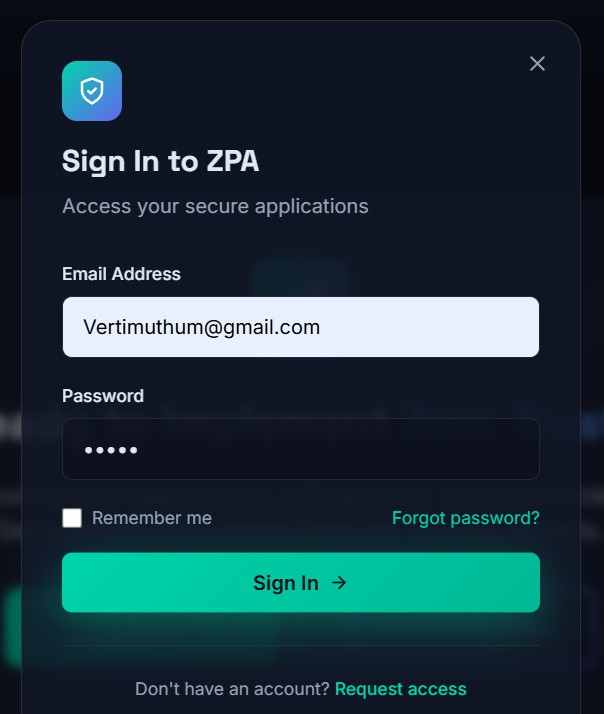 Sign In to ZPA
Access your secure applications
Email Address
Vertimuthum@gmail.com
Password
•••••
Remember me
Forgot password?
Sign In →
Don't have an account? Request access